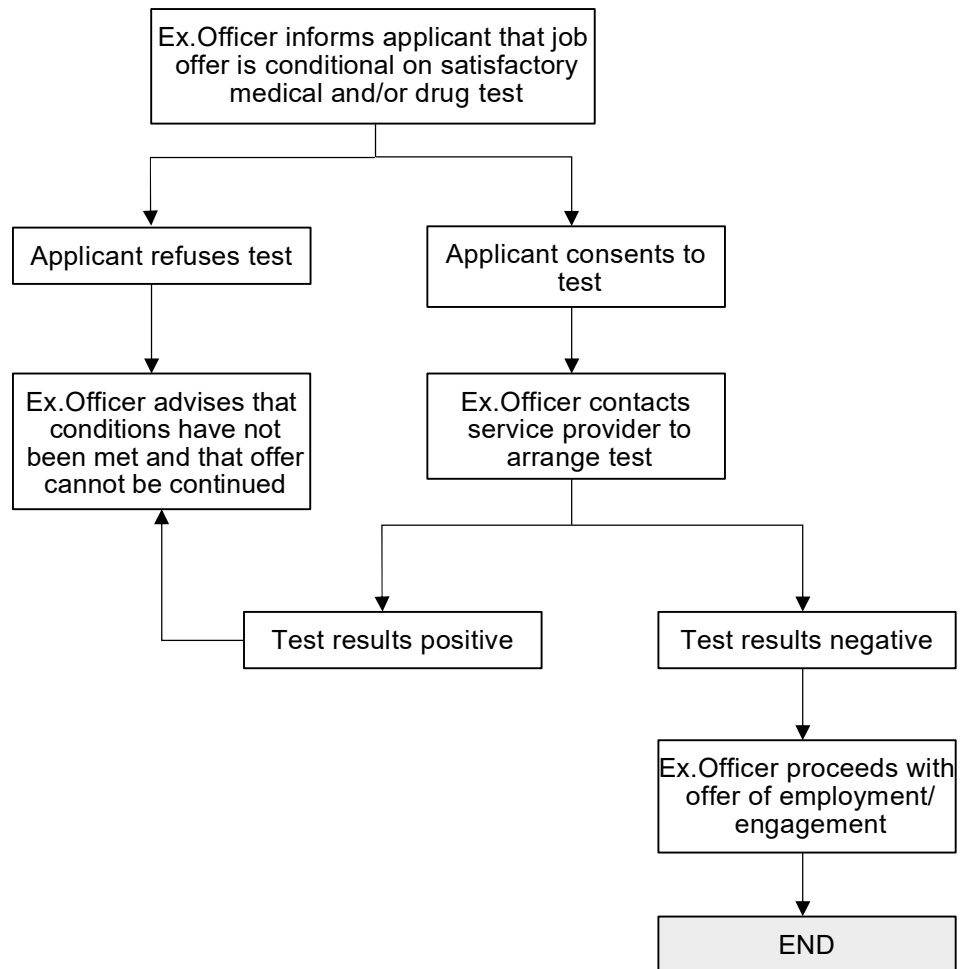 Ex.Officer informs applicant that job
offer is conditional on satisfactory
medical and/or drug test
Applicant refuses test
Applicant consents to
test
Ex.Officer advises that
conditions have not
been met and that offer
cannot be continued
Ex.Officer contacts
service provider to
arrange test
Test results positive
Test results negative
Ex.Officer proceeds with
offer of employment/
engagement
END